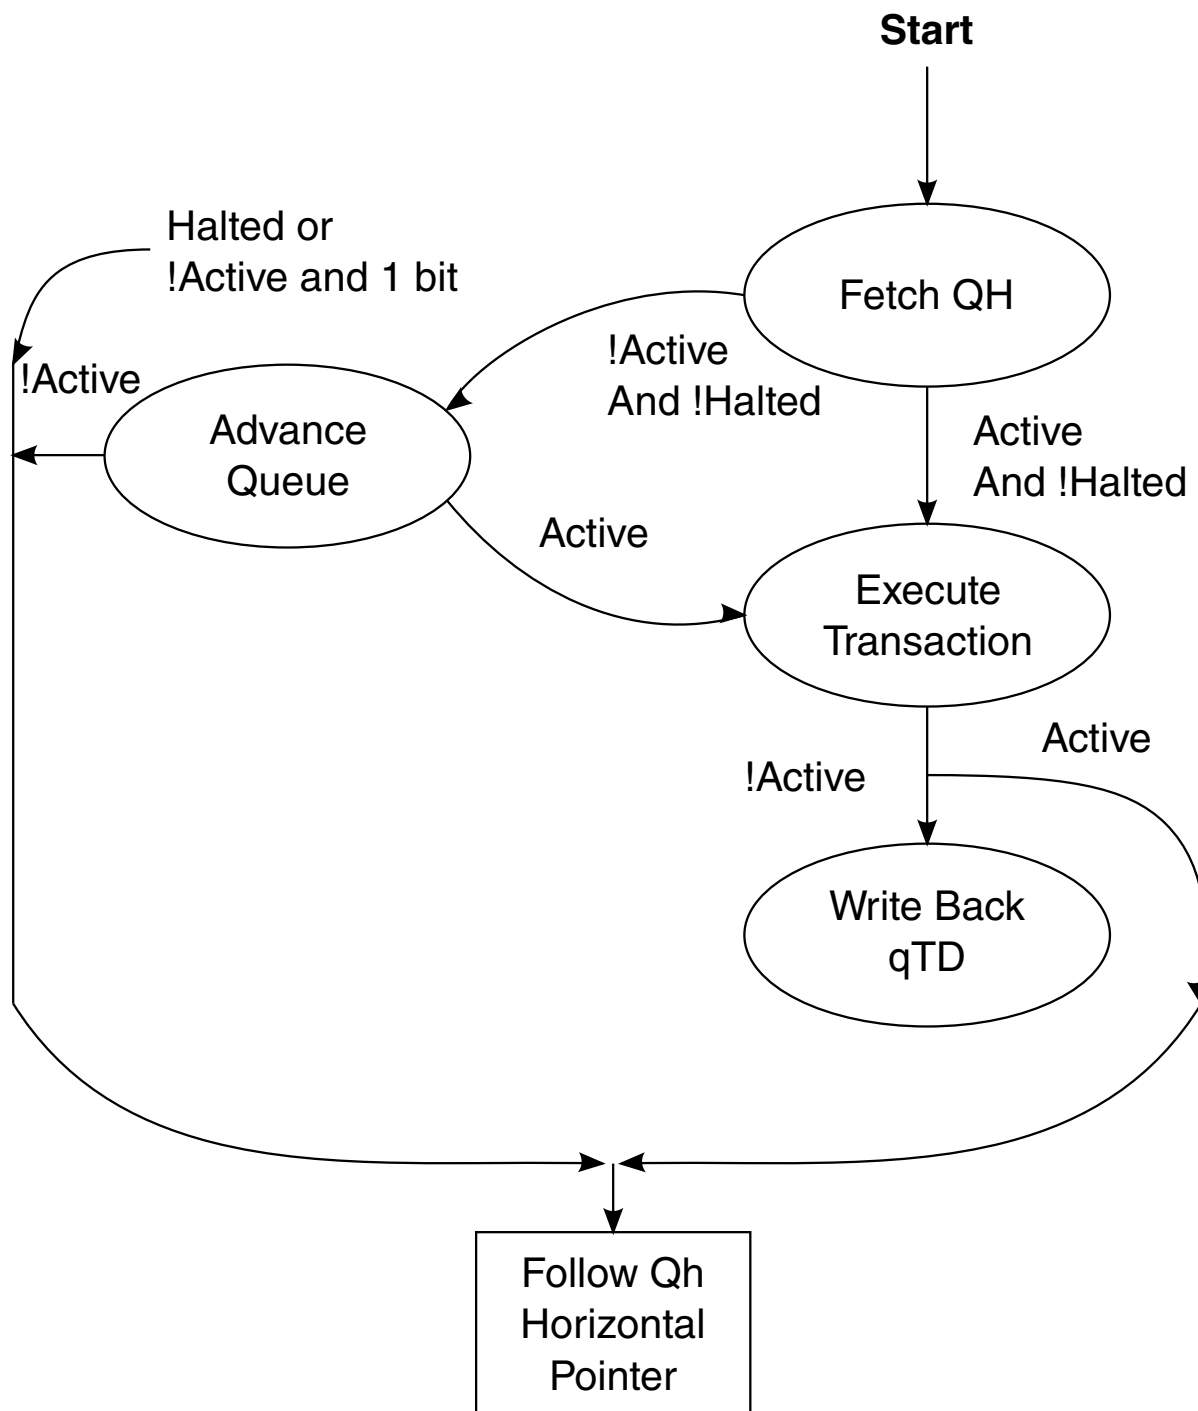 Start
Halted or
!Active and 1 bit
Fetch QH
!Active
And !Halted
!Active
Advance
Queue
Active
And !Halted
Active
Execute
Transaction
Active
!Active
Write Back
qTD
Follow Qh
Horizontal
Pointer